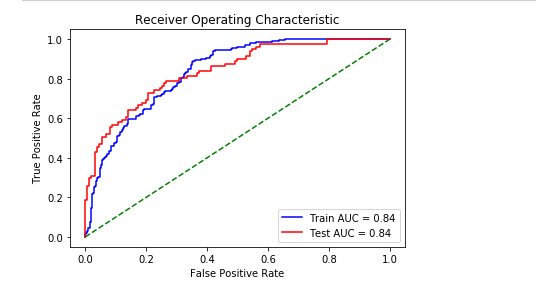 Receiver Operating Characteristic
1.0
0.8
0.6
0.4
0.2
0.0
True Positive Rate
Train AUC = 0.84
Test AUC = 0.84
0.0 0.2 0.4 0.6 0.8 1.0
False Positive Rate